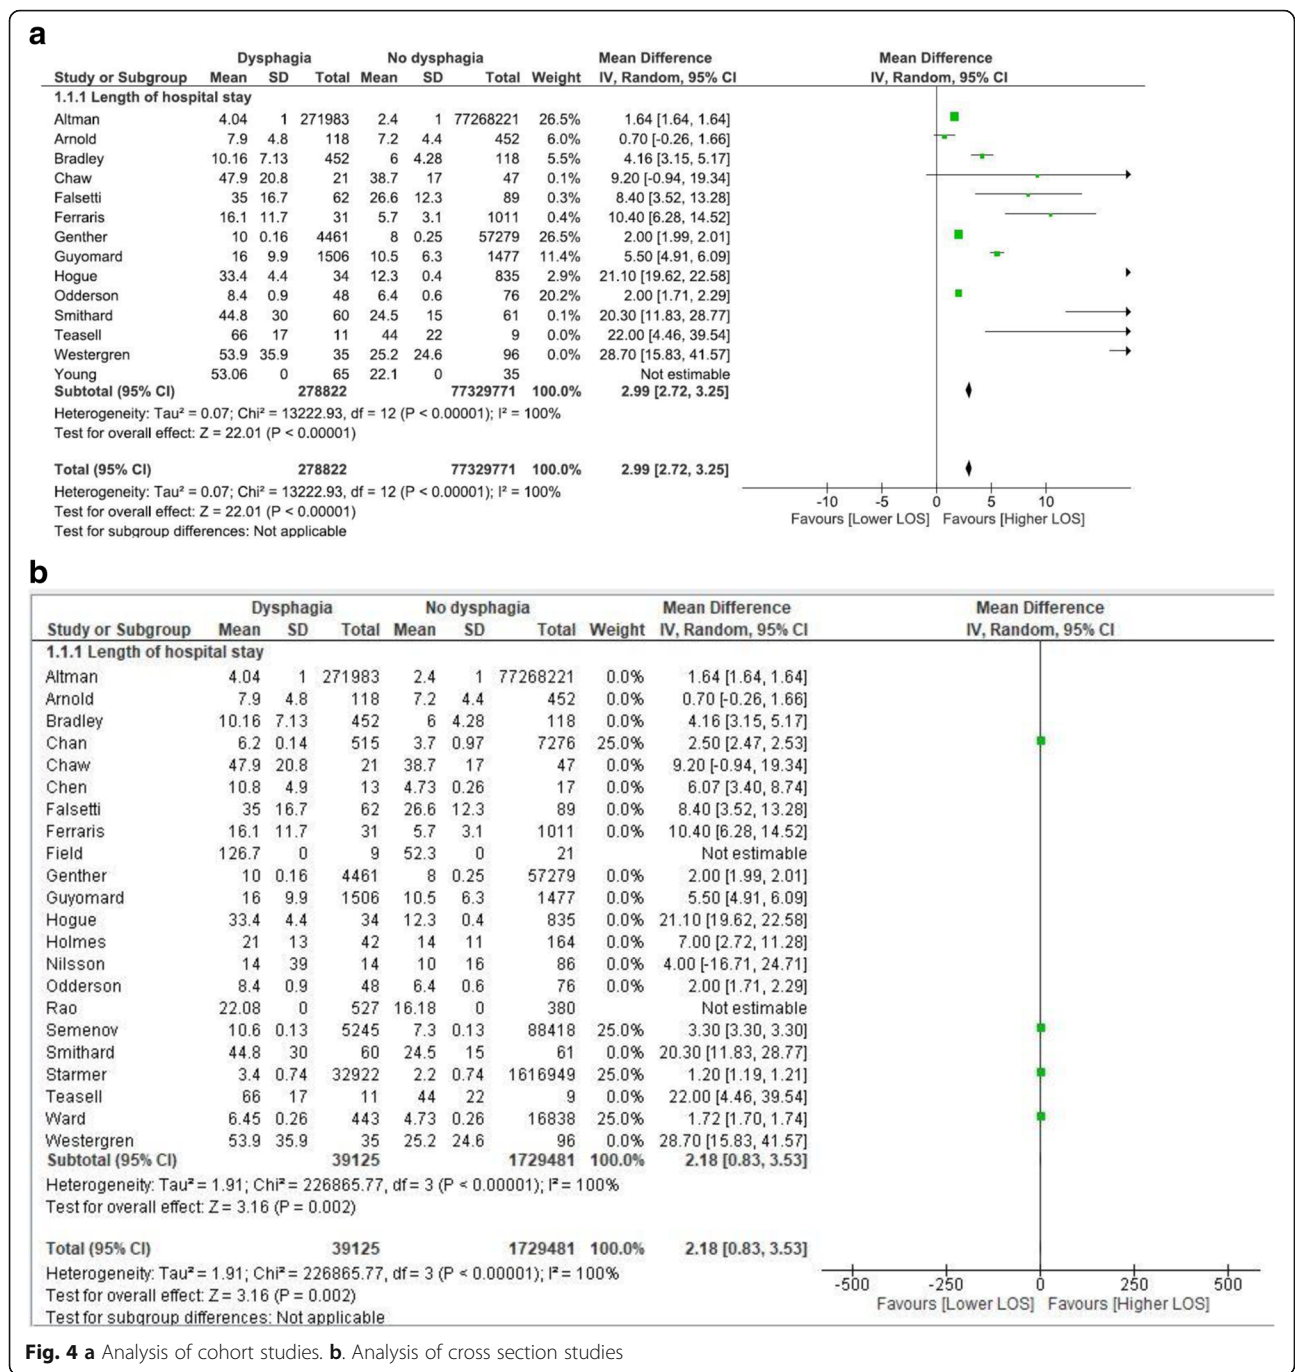 a
Dysphagia No dysphagia Mean Difference Mean Difference
Study or Subgroup Mean SD Total Mean SD Total Weight IV, Random, 95% CI IV, Random, 95% CI
1.1.1 Length of hospital stay
Altman 4.04 1 271983 2.4 1 77268221 26.5% 1.64 [1.64, 1.64]
Arnold 7.9 4.8 118 7.2 4.4 452 6.0% 0.70 [-0.26, 1.66]
Bradley 10.16 7.13 452 6 4.28 118 5.5% 4.16 [3.15, 5.17]
Chaw 47.9 20.8 21 38.7 17 47 0.1% 9.20 [-0.94, 19.34]
Falsetti 35 16.7 62 26.6 12.3 89 0.3% 8.40 [3.52, 13.28]
Ferraris 16.1 11.7 31 5.7 3.1 1011 0.4% 10.40 [6.28, 14.52]
Genther 10 0.16 4461 8 0.25 57279 26.5% 2.00 [1.99, 2.01]
Guyomard 16 9.9 1506 10.5 6.3 1477 11.4% 5.50 [4.91, 6.09]
Hogue 33.4 4.4 34 12.3 0.4 835 2.9% 21.10 [19.62, 22.58]
Odderson 8.4 0.9 48 6.4 0.6 76 20.2% 2.00 [1.71, 2.29]
Smithard 44.8 30 60 24.5 15 61 0.1% 20.30 [11.83, 28.77]
Teasell 66 17 11 44 22 9 0.0% 22.00 [4.46, 39.54]
Westergren 53.9 35.9 35 25.2 24.6 96 0.0% 28.70 [15.83, 41.57]
Young 53.06 0 65 22.1 0 35 Not estimable
Subtotal (95% CI) 278822 77329771 100.0% 2.99 [2.72, 3.25]
Heterogeneity: Tau² = 0.07; Chi² = 13222.93, df = 12 (P < 0.00001); I² = 100%
Test for overall effect: Z = 22.01 (P < 0.00001)
Total (95% CI) 278822 77329771 100.0% 2.99 [2.72, 3.25]
Heterogeneity: Tau² = 0.07; Chi² = 13222.93, df = 12 (P < 0.00001); I² = 100%
Test for overall effect: Z = 22.01 (P < 0.00001)
Test for subgroup differences: Not applicable
-10 -5 0 5 10
Favours [Lower LOS] Favours [Higher LOS]
b
Dysphagia No dysphagia Mean Difference Mean Difference
Study or Subgroup Mean SD Total Mean SD Total Weight IV, Random, 95% CI IV, Random, 95% CI
1.1.1 Length of hospital stay
Altman 4.04 1 271983 2.4 1 77268221 0.0% 1.64 [1.64, 1.64]
Arnold 7.9 4.8 118 7.2 4.4 452 0.0% 0.70 [-0.26, 1.66]
Bradley 10.16 7.13 452 6 4.28 118 0.0% 4.16 [3.15, 5.17]
Chan 6.2 0.14 515 3.7 0.97 7276 25.0% 2.50 [2.47, 2.53]
Chaw 47.9 20.8 21 38.7 17 47 0.0% 9.20 [-0.94, 19.34]
Chen 10.8 4.9 13 4.73 0.26 17 0.0% 6.07 [3.40, 8.74]
Falsetti 35 16.7 62 26.6 12.3 89 0.0% 8.40 [3.52, 13.28]
Ferraris 16.1 11.7 31 5.7 3.1 1011 0.0% 10.40 [6.28, 14.52]
Field 126.7 0 9 52.3 0 21 Not estimable
Genther 10 0.16 4461 8 0.25 57279 0.0% 2.00 [1.99, 2.01]
Guyomard 16 9.9 1506 10.5 6.3 1477 0.0% 5.50 [4.91, 6.09]
Hogue 33.4 4.4 34 12.3 0.4 835 0.0% 21.10 [19.62, 22.58]
Holmes 21 13 42 14 11 164 0.0% 7.00 [2.72, 11.28]
Nilsson 14 39 14 10 16 86 0.0% 4.00 [-16.71, 24.71]
Odderson 8.4 0.9 48 6.4 0.6 76 0.0% 2.00 [1.71, 2.29]
Rao 22.08 0 527 16.18 0 380 Not estimable
Semenov 10.6 0.13 5245 7.3 0.13 88418 25.0% 3.30 [3.30, 3.30]
Smithard 44.8 30 60 24.5 15 61 0.0% 20.30 [11.83, 28.77]
Starmer 3.4 0.74 32922 2.2 0.74 1616949 25.0% 1.20 [1.19, 1.21]
Teasell 66 17 11 44 22 9 0.0% 22.00 [4.46, 39.54]
Ward 6.45 0.26 443 4.73 0.26 16838 25.0% 1.72 [1.70, 1.74]
Westergren 53.9 35.9 35 25.2 24.6 96 0.0% 28.70 [15.83, 41.57]
Subtotal (95% CI) 39125 1729481 100.0% 2.18 [0.83, 3.53]
Heterogeneity: Tau² = 1.91; Chi² = 226865.77, df = 3 (P < 0.00001); I² = 100%
Test for overall effect: Z = 3.16 (P = 0.002)
Total (95% CI) 39125 1729481 100.0% 2.18 [0.83, 3.53]
Heterogeneity: Tau² = 1.91; Chi² = 226865.77, df = 3 (P < 0.00001); I² = 100%
Test for overall effect: Z = 3.16 (P = 0.002)
Test for subgroup differences: Not applicable
-500 -250 0 250 500
Favours [Lower LOS] Favours [Higher LOS]
Fig. 4 a Analysis of cohort studies. b. Analysis of cross section studies